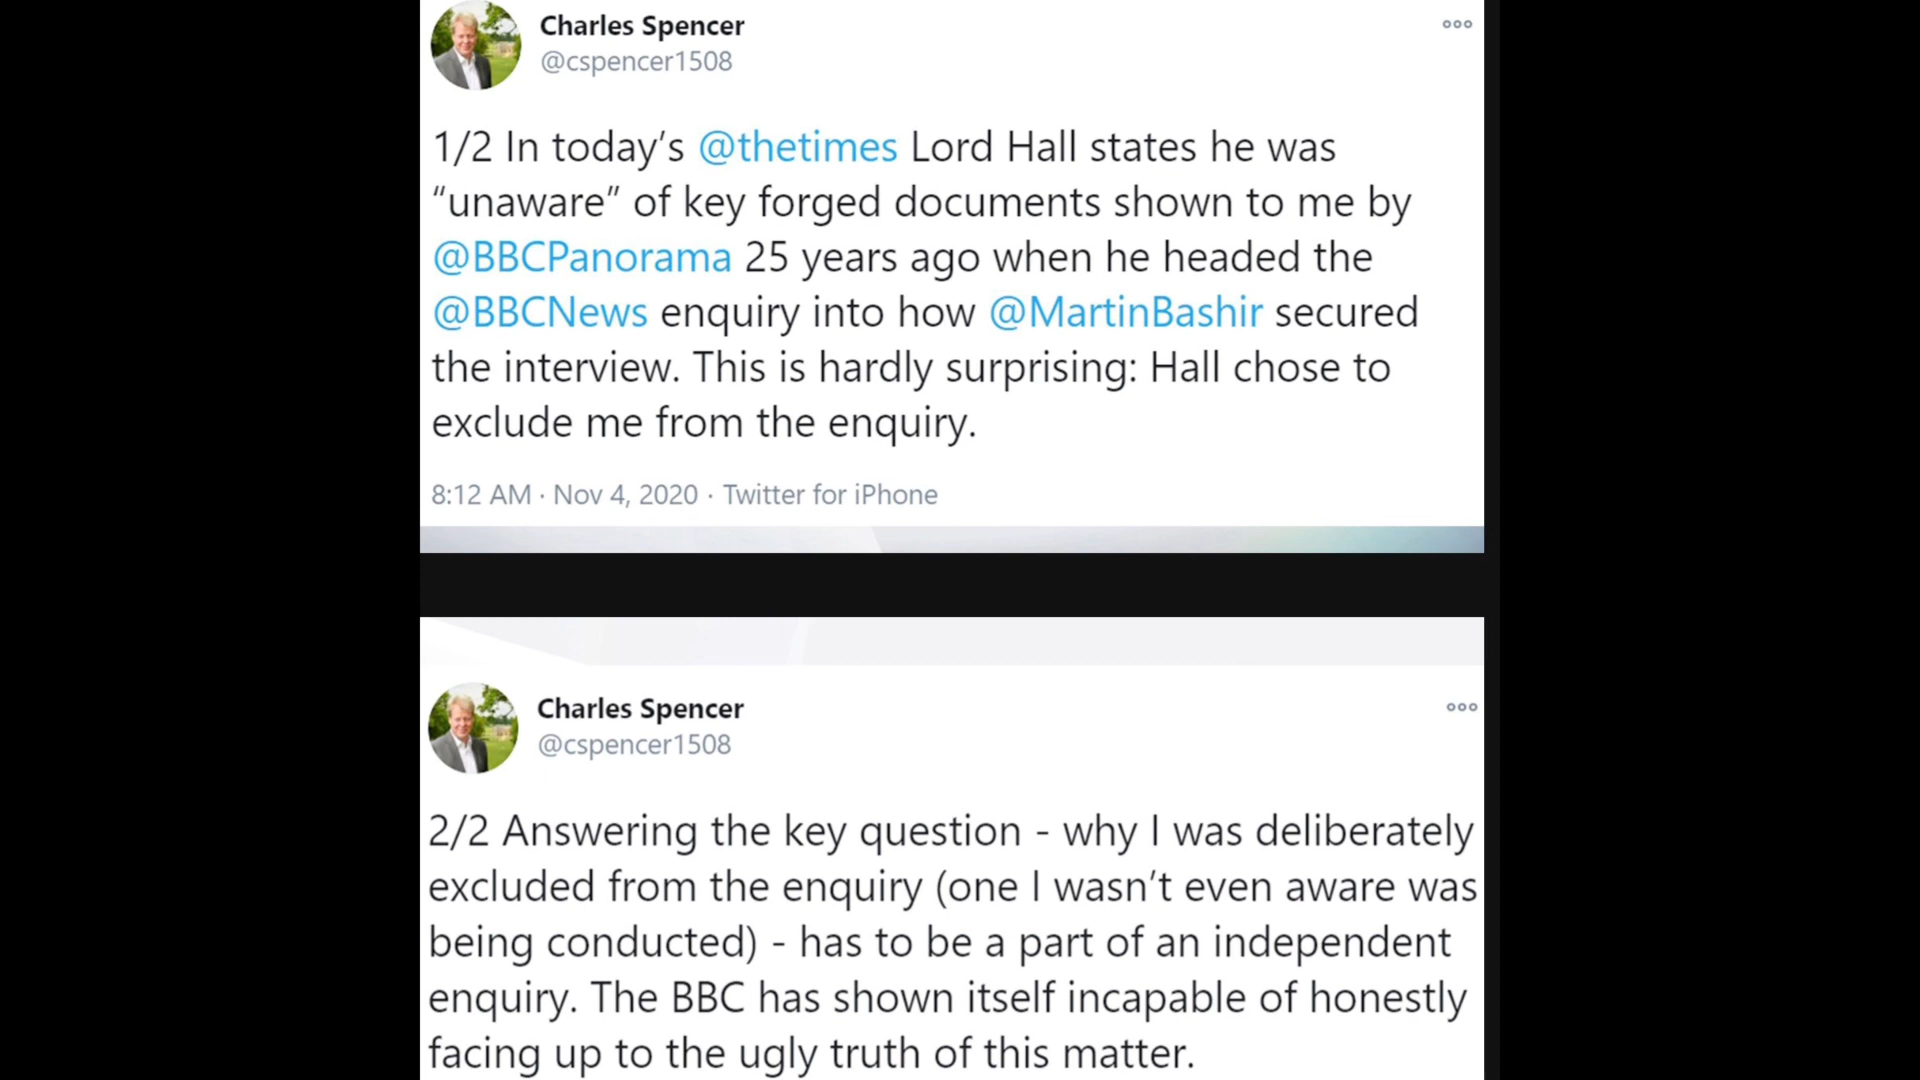 Charles Spencer
@cspencer1508
1/2 In today’s @thetimes Lord Hall states he was
“unaware” of key forged documents shown to me by
@BBCPanorama 25 years ago when he headed the
@BBCNews enquiry into how @MartinBashir secured
the interview. This is hardly surprising: Hall chose to
exclude me from the enquiry.
8:12 AM · Nov 4, 2020 · Twitter for iPhone
Charles Spencer
@cspencer1508
2/2 Answering the key question - why I was deliberately
excluded from the enquiry (one I wasn’t even aware was
being conducted) - has to be a part of an independent
enquiry. The BBC has shown itself incapable of honestly
facing up to the ugly truth of this matter.